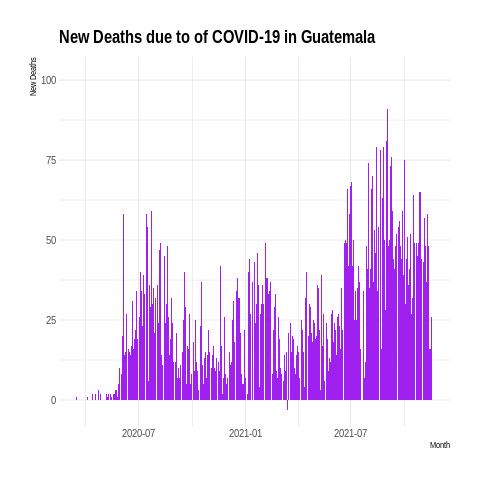 New Deaths due to of COVID-19 in Guatemala
New Deaths
100
75
50
25
0
2020-07
2021-01
2021-07
Month